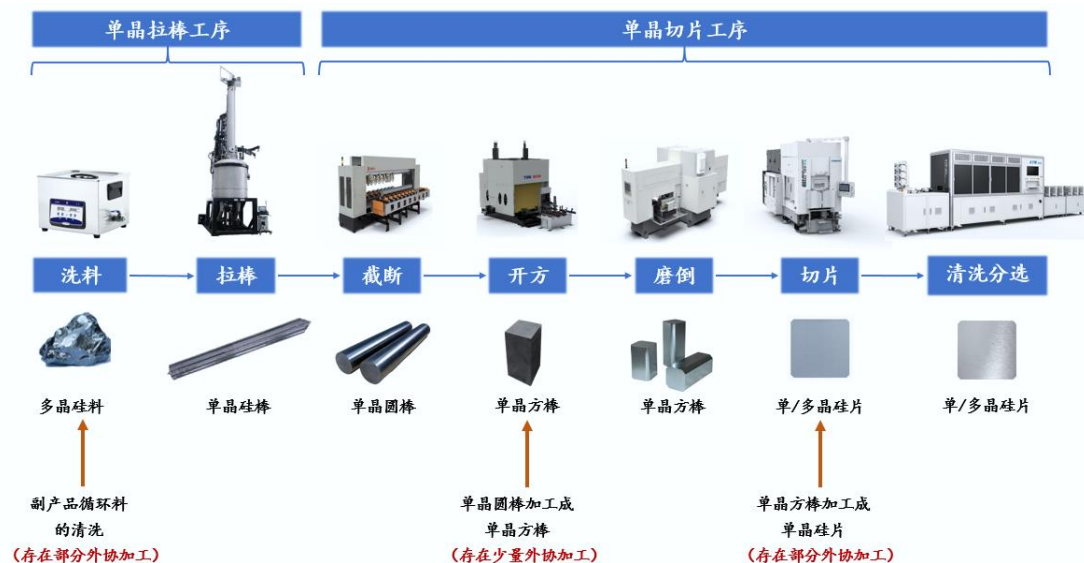 单晶拉棒工序
单晶切片工序
洗料
拉棒
截断
开方
磨倒
切片
清洗分选
多晶硅料
单晶硅棒
单晶圆棒
单晶方棒
单晶方棒
单/多晶硅片
单/多晶硅片
副产品循环料
的清洗
(存在部分外协加工)
单晶圆棒加工成
单晶方棒
(存在少量外协加工)
单晶方棒加工成
单晶硅片
(存在部分外协加工)